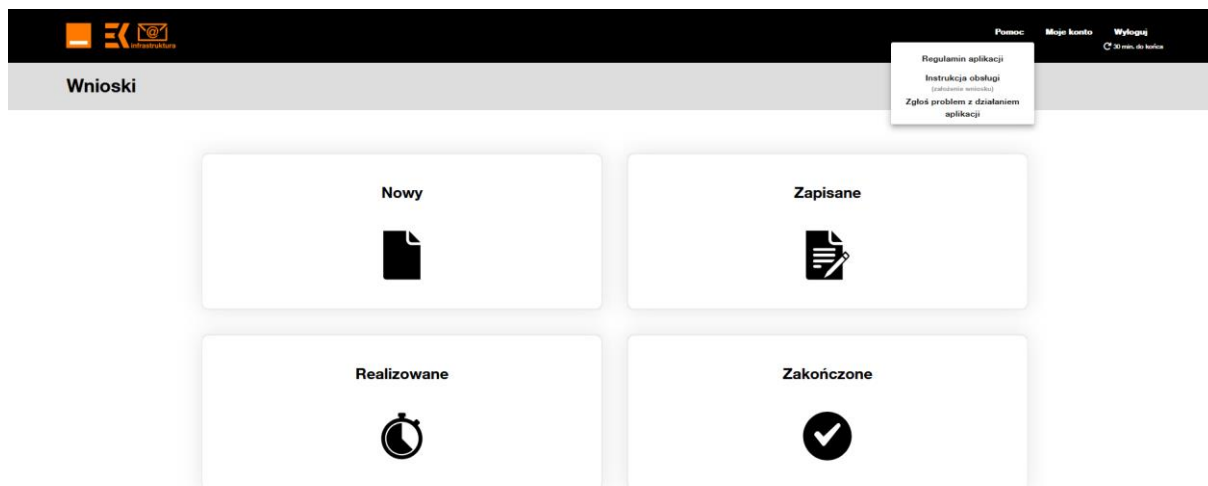 EK @
infrastruktura
Pomoc Moje konto Wyloguj
30 min. do końca
Regulamin aplikacji
Instrukcja obsługi
(założenie wniosku)
Zgłoś problem z działaniem
aplikacji
Wnioski
Nowy Zapisane
Realizowane Zakończone